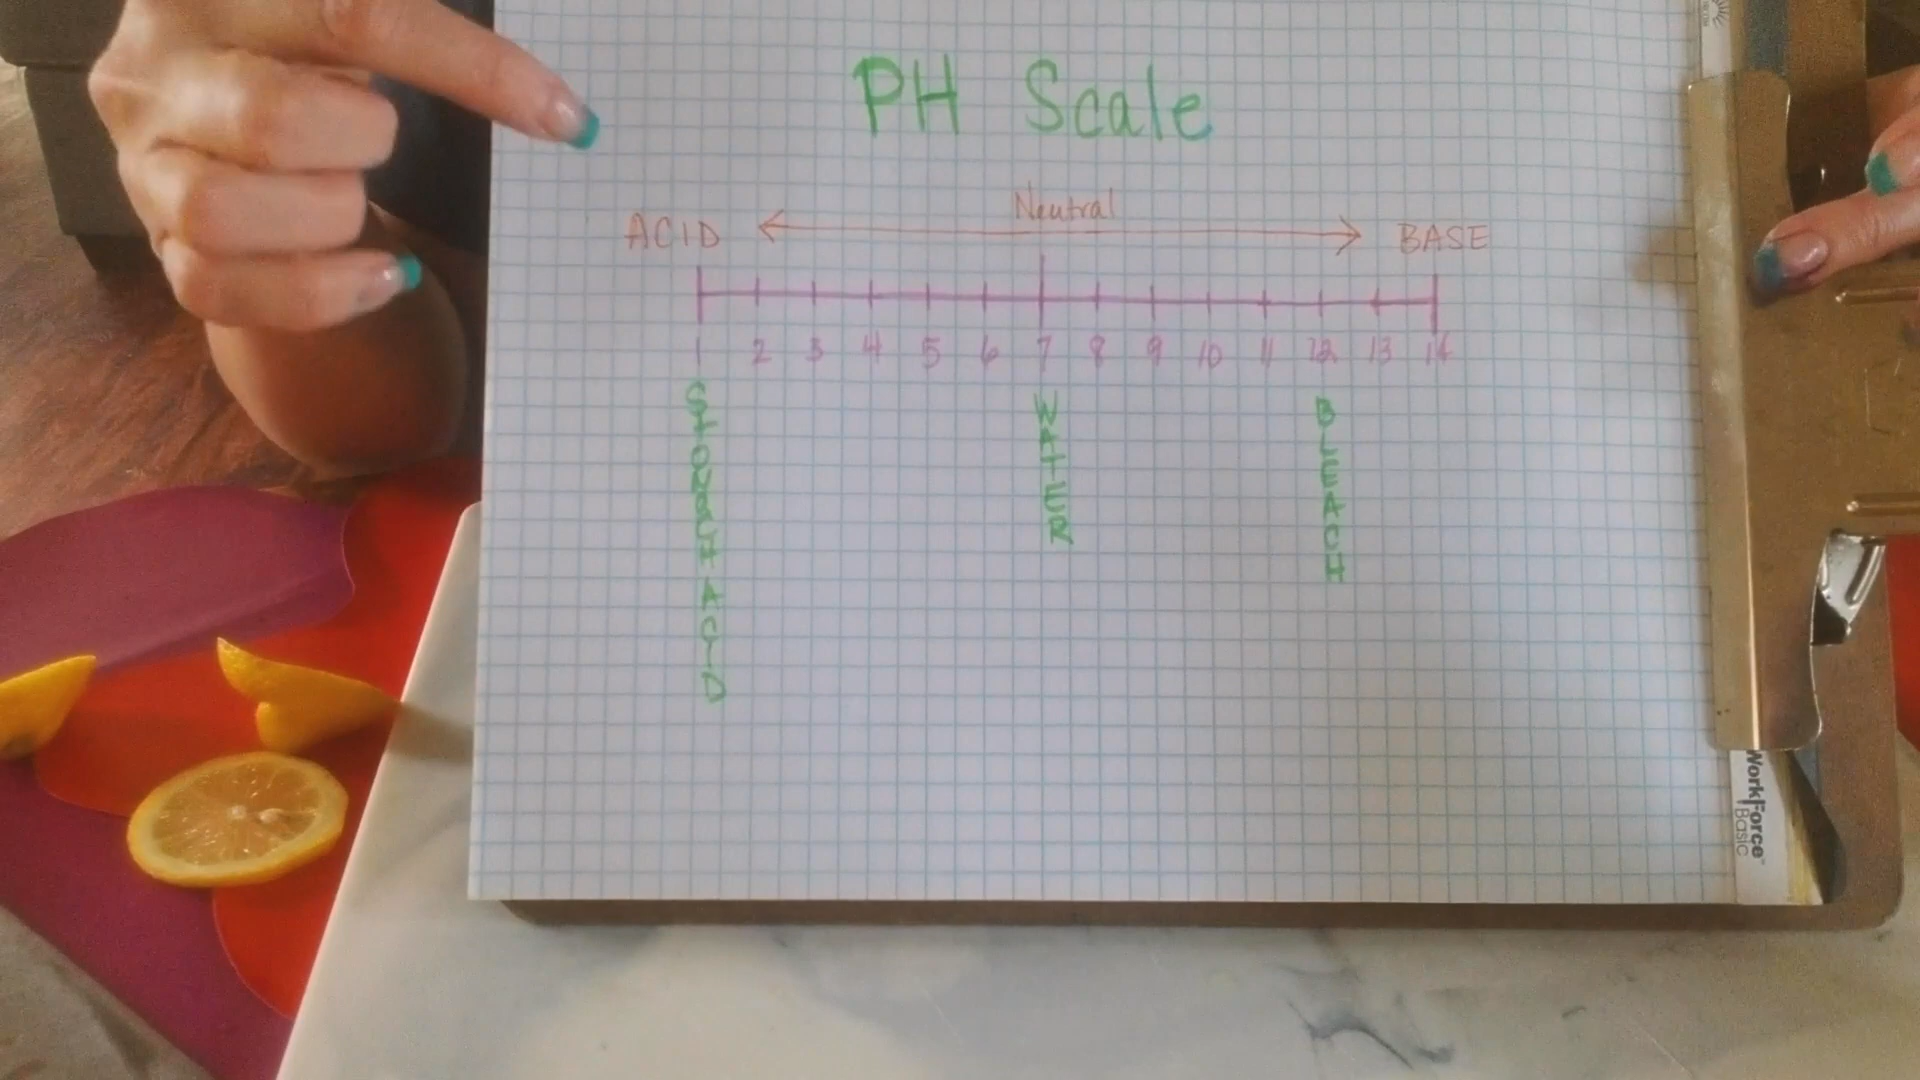 PH Scale
Neutral
ACID BASE
1 2 3 4 5 6 7 8 9 10 11 12 13 14
STOMACH ACID
WATER
BLEACH
WorkForce™
Basic